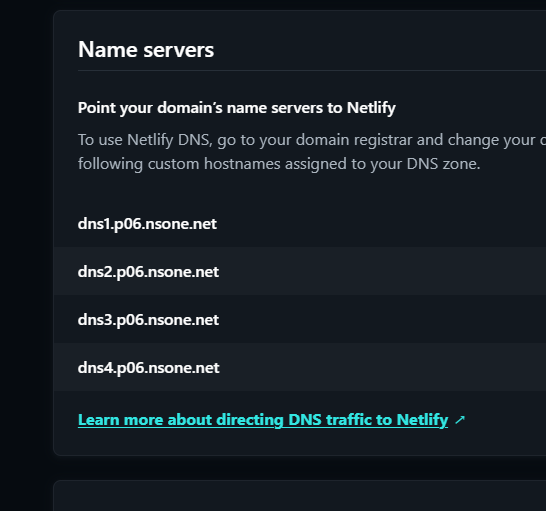 Name servers
Point your domain's name servers to Netlify
To use Netlify DNS, go to your domain registrar and change your
following custom hostnames assigned to your DNS zone.
dns1.p06.nsone.net
dns2.p06.nsone.net
dns3.p06.nsone.net
dns4.p06.nsone.net
Learn more about directing DNS traffic to Netlify ↗